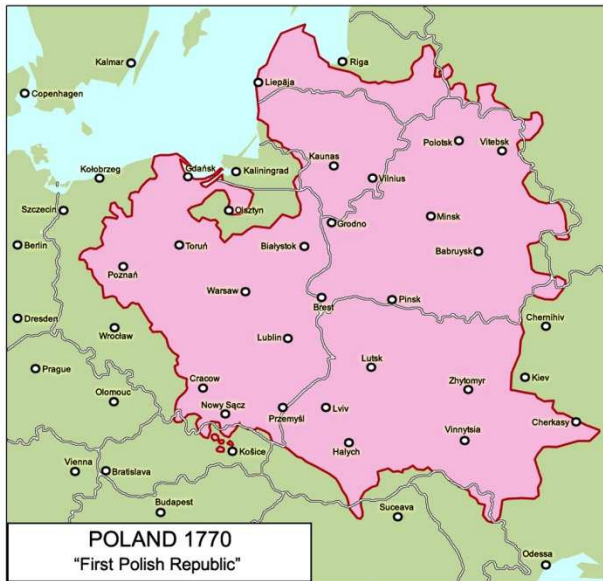 Kalmar
Riga
Copenhagen
Liepāja
Polotsk
Vitebsk
Kaunas
Vilnius
Kołobrzeg
Gdańsk
Kaliningrad
Szczecin
Olsztyn
Grodno
Minsk
Berlin
Toruń
Białystok
Babruysk
Poznań
Warsaw
Brest
Pinsk
Dresden
Wrocław
Lublin
Chernihiv
Prague
Lutsk
Kiev
Cracow
Zhytomyr
Olomouc
Nowy Sącz
Przemyśl
Lviv
Cherkasy
Vinnytsia
Košice
Halych
Vienna
Bratislava
Budapest
Suceava
Odessa
POLAND 1770
“First Polish Republic”